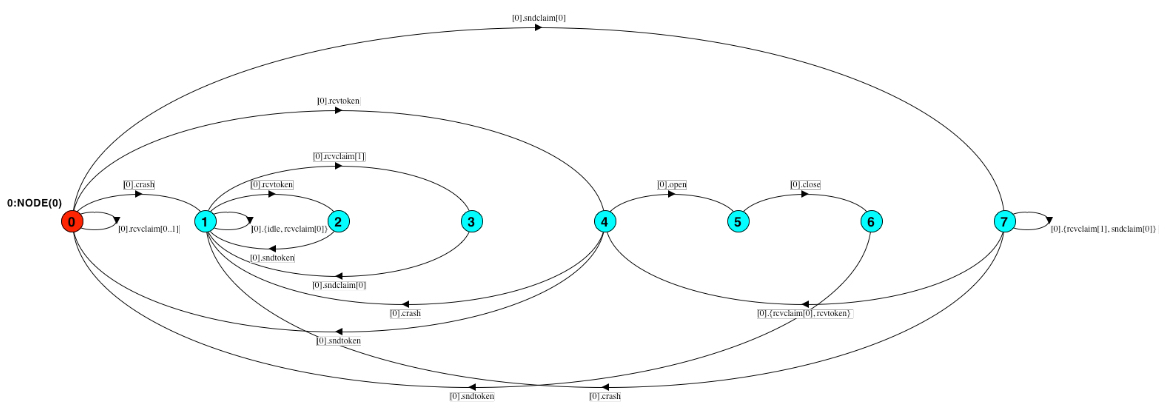 [0].sndclaim[0]
[0].rcvtoken
[0].rcvclaim[1]
[0].crash
[0].rcvtoken
[0].open
[0].close
0:NODE(0)
0
1
2
3
4
5
6
7
[0].rcvclaim[0..1]
[0].{idle, rcvclaim[0]}
[0].{rcvclaim[1], sndclaim[0]}
[0].sndtoken
[0].sndclaim[0]
[0].crash
[0].{rcvclaim[0], rcvtoken}
[0].sndtoken
[0].sndtoken
[0].crash